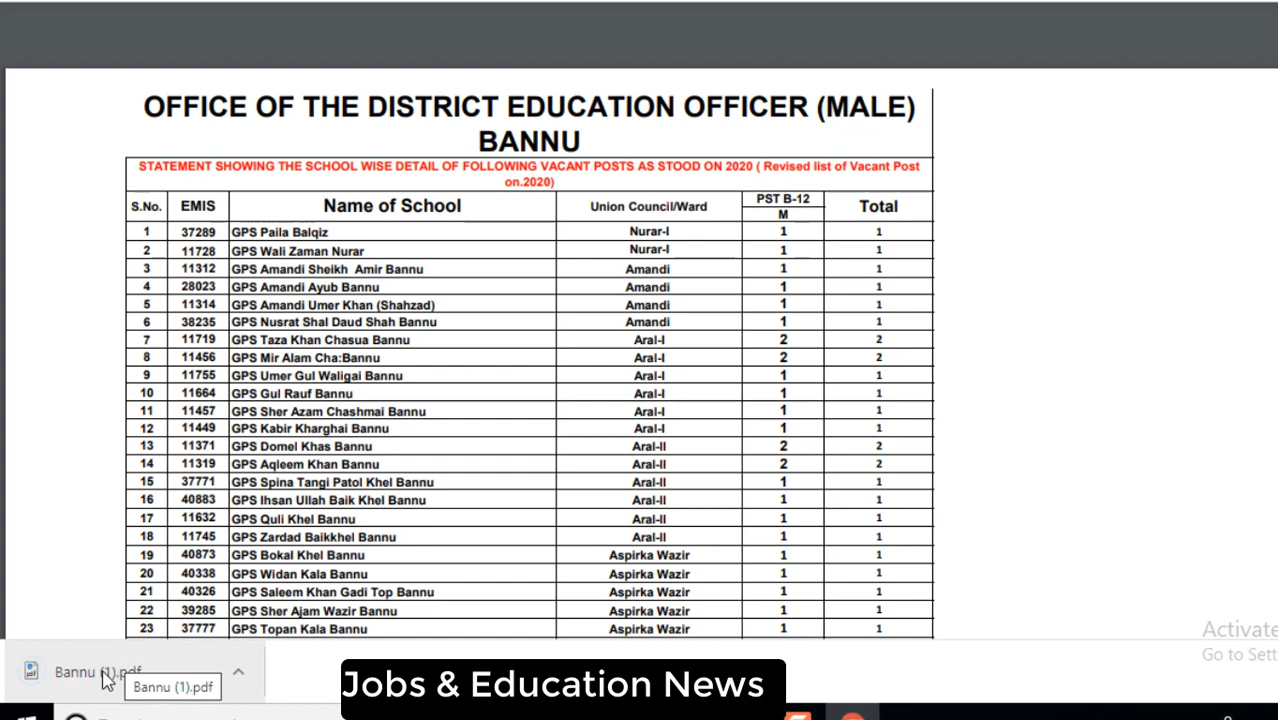 OFFICE OF THE DISTRICT EDUCATION OFFICER (MALE)
BANNU
STATEMENT SHOWING THE SCHOOL WISE DETAIL OF FOLLOWING VACANT POSTS AS STOOD ON 2020 ( Revised list of Vacant Post
on.2020)
S.No. EMIS Name of School Union Council/Ward PST B-12 M Total
1 37289 GPS Paila Balqiz Nurar-I 1 1
2 11728 GPS Wali Zaman Nurar Nurar-I 1 1
3 11312 GPS Amandi Sheikh Amir Bannu Amandi 1 1
4 28023 GPS Amandi Ayub Bannu Amandi 1 1
5 11314 GPS Amandi Umer Khan (Shahzad) Amandi 1 1
6 38235 GPS Nusrat Shal Daud Shah Bannu Amandi 1 1
7 11719 GPS Taza Khan Chasua Bannu Aral-I 2 2
8 11456 GPS Mir Alam Cha:Bannu Aral-I 2 2
9 11755 GPS Umer Gul Waligai Bannu Aral-I 1 1
10 11664 GPS Gul Rauf Bannu Aral-I 1 1
11 11457 GPS Sher Azam Chashmai Bannu Aral-I 1 1
12 11449 GPS Kabir Kharghai Bannu Aral-I 1 1
13 11371 GPS Domel Khas Bannu Aral-II 2 2
14 11319 GPS Aqleem Khan Bannu Aral-II 2 2
15 37771 GPS Spina Tangi Patol Khel Bannu Aral-II 1 1
16 40883 GPS Ihsan Ullah Baik Khel Bannu Aral-II 1 1
17 11632 GPS Quli Khel Bannu Aral-II 1 1
18 11745 GPS Zardad Baikkhel Bannu Aral-II 1 1
19 40873 GPS Bokal Khel Bannu Aspirka Wazir 1 1
20 40338 GPS Widan Kala Bannu Aspirka Wazir 1 1
21 40326 GPS Saleem Khan Gadi Top Bannu Aspirka Wazir 1 1
22 39285 GPS Sher Ajam Wazir Bannu Aspirka Wazir 1 1
23 37777 GPS Topan Kala Bannu Aspirka Wazir 1 1
Activate
Go to Sett
Bannu (1).pdf
Bannu (1).pdf
Jobs & Education News